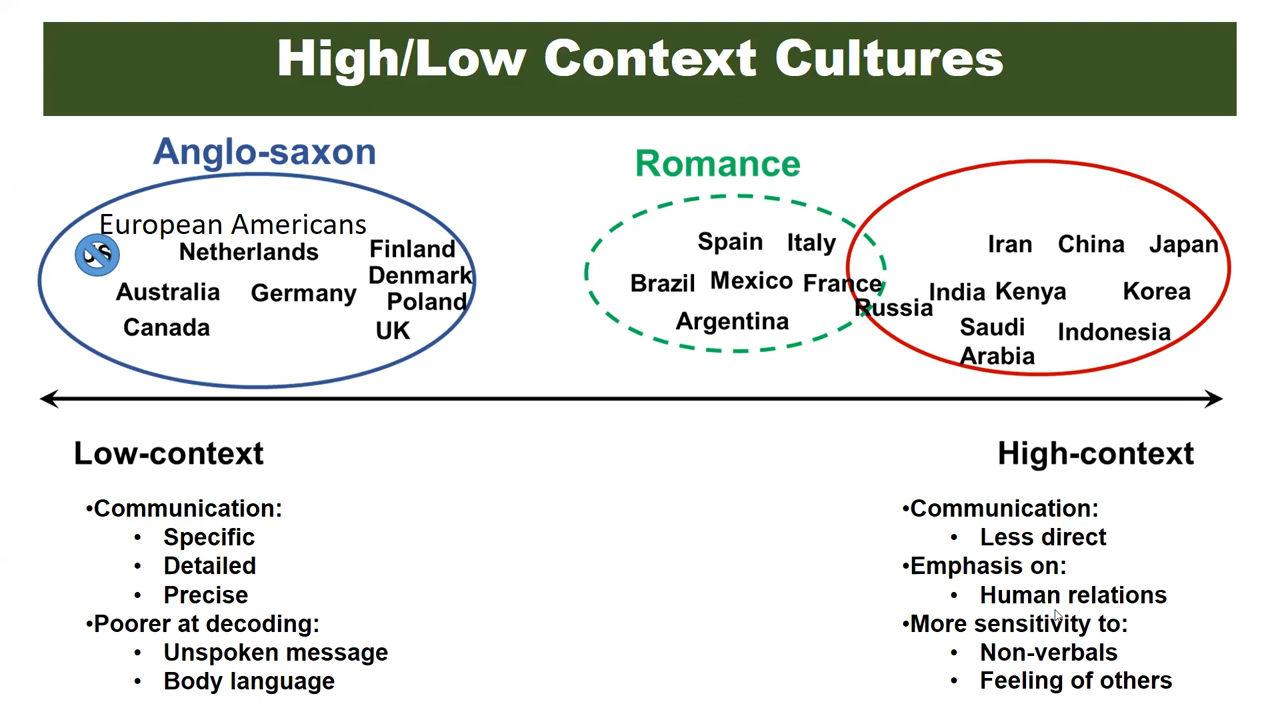 High/Low Context Cultures
Anglo-saxon
European Americans
Netherlands
Finland
Denmark
Australia
Germany
Poland
Canada
UK
Romance
Spain
Italy
Brazil
Mexico
France
Argentina
Russia
Iran
China
Japan
India
Kenya
Korea
Saudi
Arabia
Indonesia
Low-context
•Communication:
• Specific
• Detailed
• Precise
•Poorer at decoding:
• Unspoken message
• Body language
High-context
•Communication:
• Less direct
•Emphasis on:
• Human relations
•More sensitivity to:
• Non-verbals
• Feeling of others